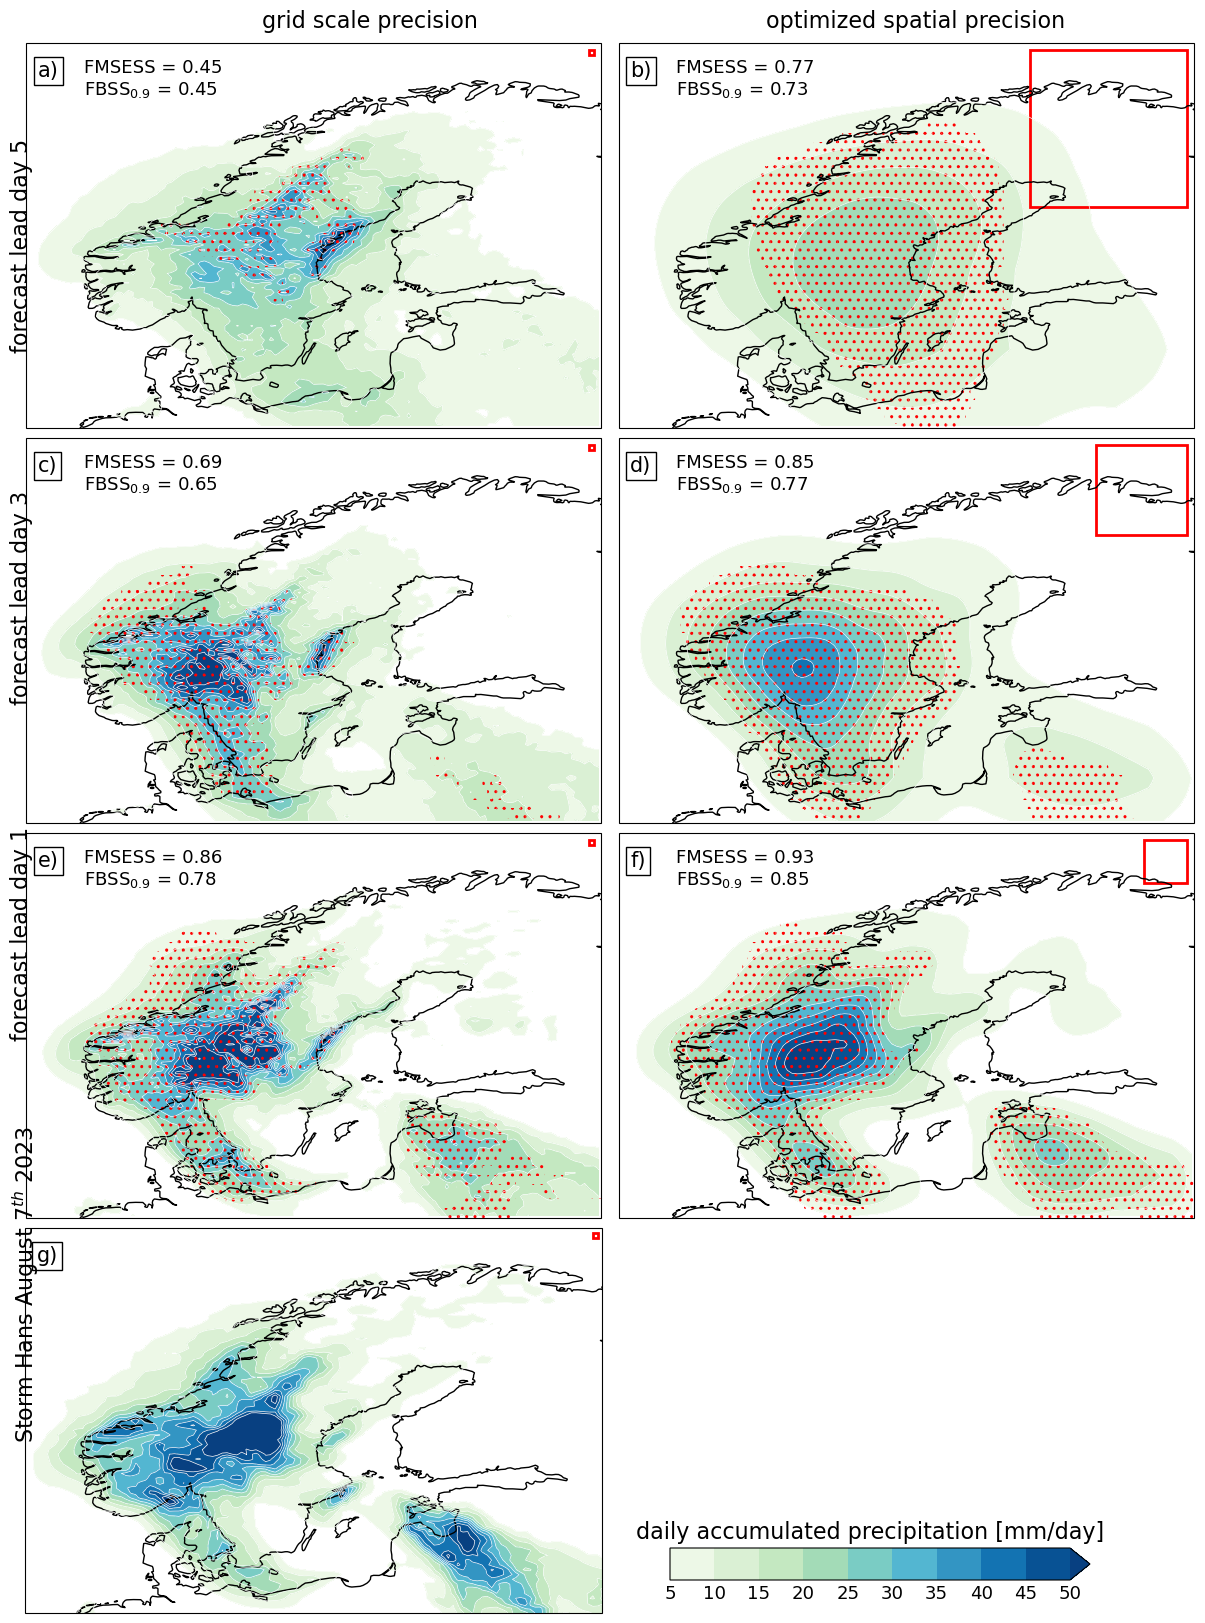 grid scale precision
optimized spatial precision
forecast lead day 5
a)
FMSESS = 0.45
FBSS0.9 = 0.45
b)
FMSESS = 0.77
FBSS0.9 = 0.73
forecast lead day 3
c)
FMSESS = 0.69
FBSS0.9 = 0.65
d)
FMSESS = 0.85
FBSS0.9 = 0.77
forecast lead day 1
e)
FMSESS = 0.86
FBSS0.9 = 0.78
f)
FMSESS = 0.93
FBSS0.9 = 0.85
Storm Hans August 7th 2023
g)
daily accumulated precipitation [mm/day]
5 10 15 20 25 30 35 40 45 50